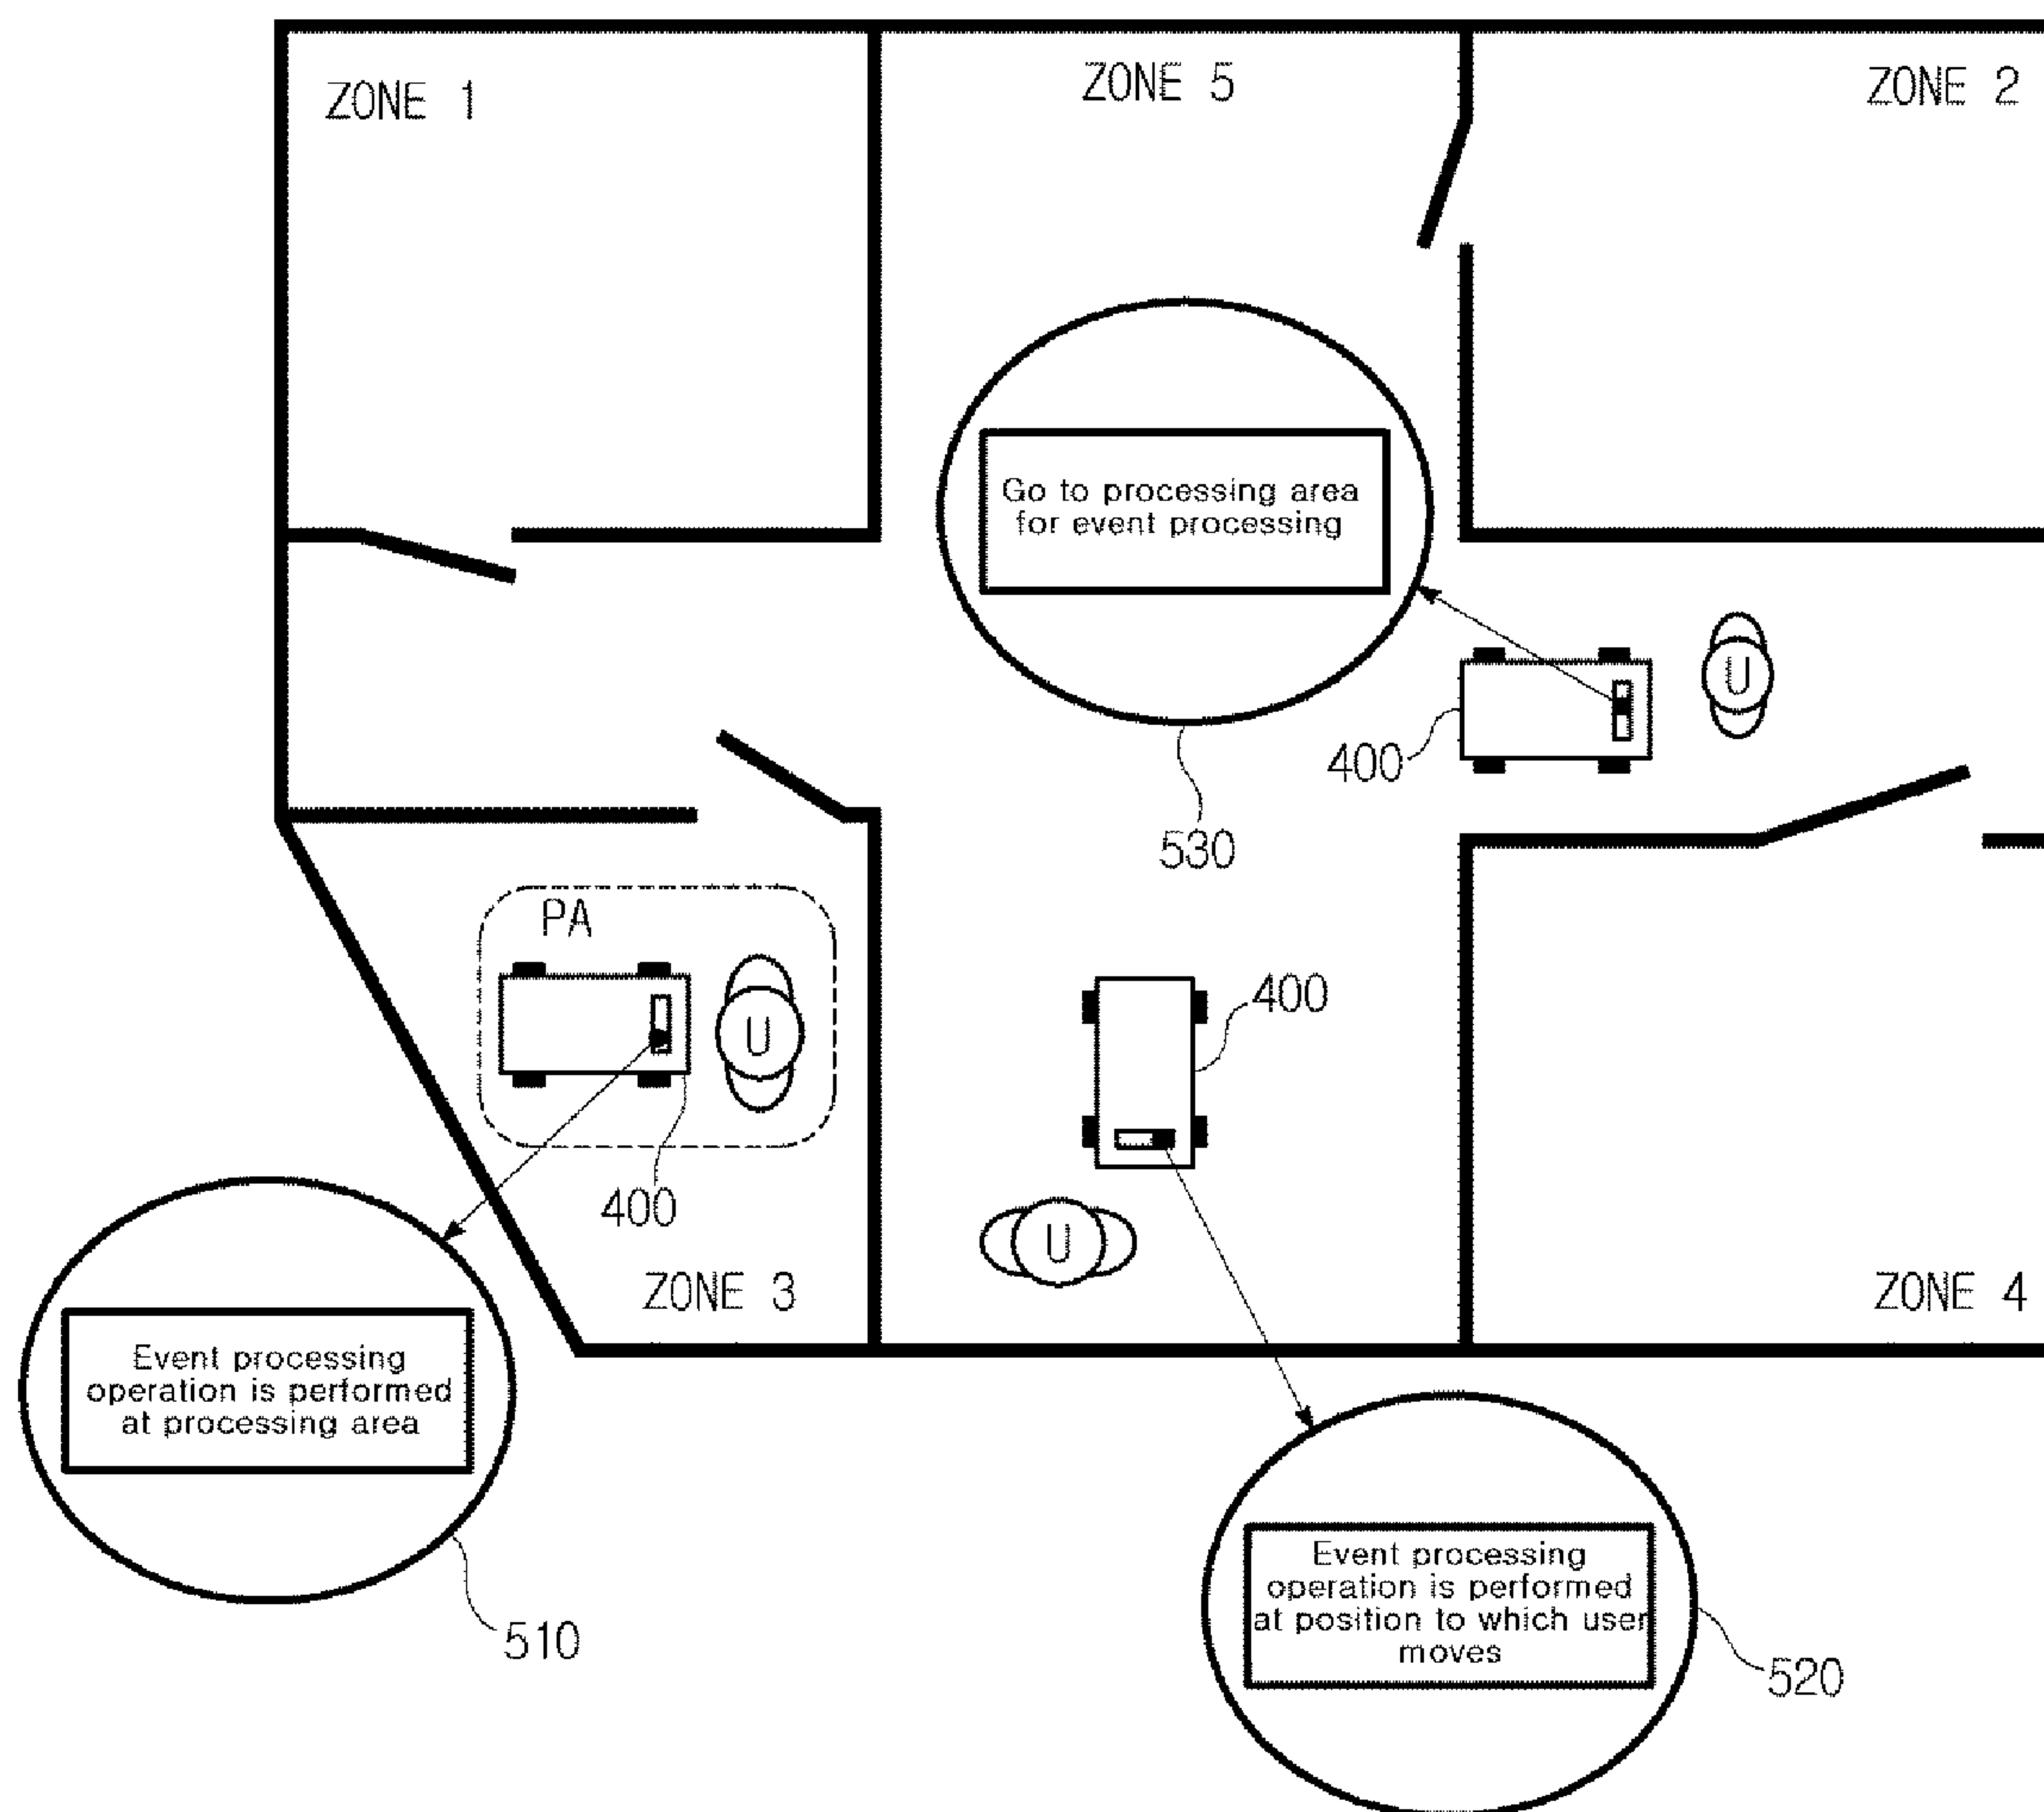 ZONE 1
ZONE 5
ZONE 2
Go to processing area
for event processing
U
400
530
PA
U
400
400
U
ZONE 3
ZONE 4
Event processing
operation is performed
at processing area
510
Event processing
operation is performed
at position to which user
moves
520